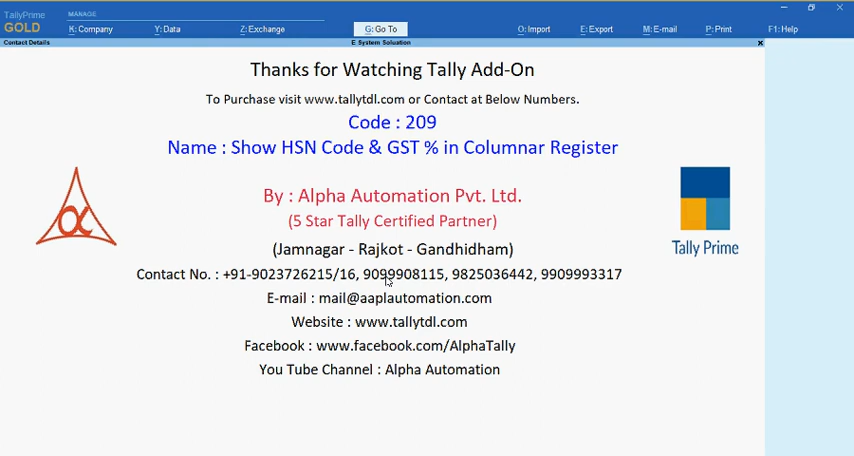 TallyPrime
GOLD
MANAGE
K: Company
Y: Data
Z: Exchange
G: Go To
O: Import
E: Export
M: E-mail
P: Print
F1: Help
Contact Details
E System Soluation
Thanks for Watching Tally Add-On
To Purchase visit www.tallytdl.com or Contact at Below Numbers.
Code : 209
Name : Show HSN Code & GST % in Columnar Register
By : Alpha Automation Pvt. Ltd.
(5 Star Tally Certified Partner)
(Jamnagar - Rajkot - Gandhidham)
Tally Prime
Contact No. : +91-9023726215/16, 9099908115, 9825036442, 9909993317
E-mail : mail@aaplautomation.com
Website : www.tallytdl.com
Facebook : www.facebook.com/AlphaTally
You Tube Channel : Alpha Automation